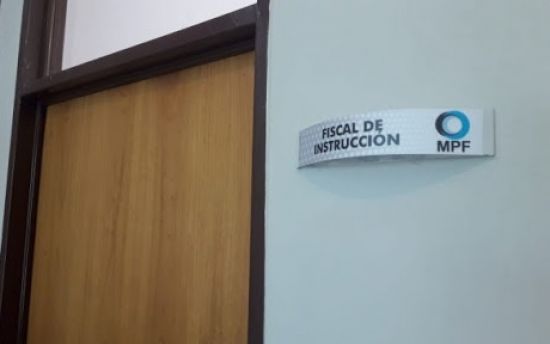 FISCAL DE
INSTRUCCIÓN
MPF